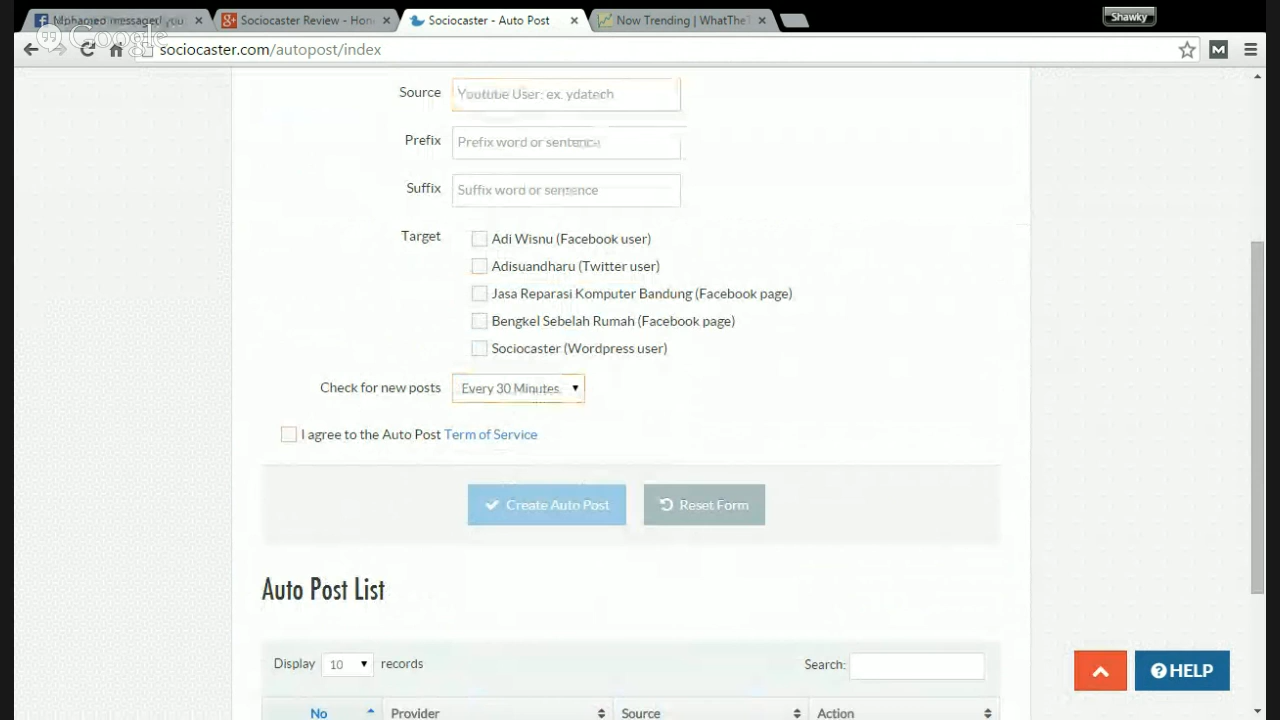 Mohamed messaged you
Sociocaster Review - Hon
Sociocaster - Auto Post
Now Trending | WhatThe
Shawky
Google
sociocaster.com/autopost/index
Source
Youtube User: ex. ydatech
Prefix
Prefix word or sentence
Suffix
Suffix word or sentence
Target
Adi Wisnu (Facebook user)
Adisuandharu (Twitter user)
Jasa Reparasi Komputer Bandung (Facebook page)
Bengkel Sebelah Rumah (Facebook page)
Sociocaster (Wordpress user)
Check for new posts
Every 30 Minutes
I agree to the Auto Post Term of Service
Create Auto Post
Reset Form
Auto Post List
Display 10 records
Search:
HELP
No Provider Source Action